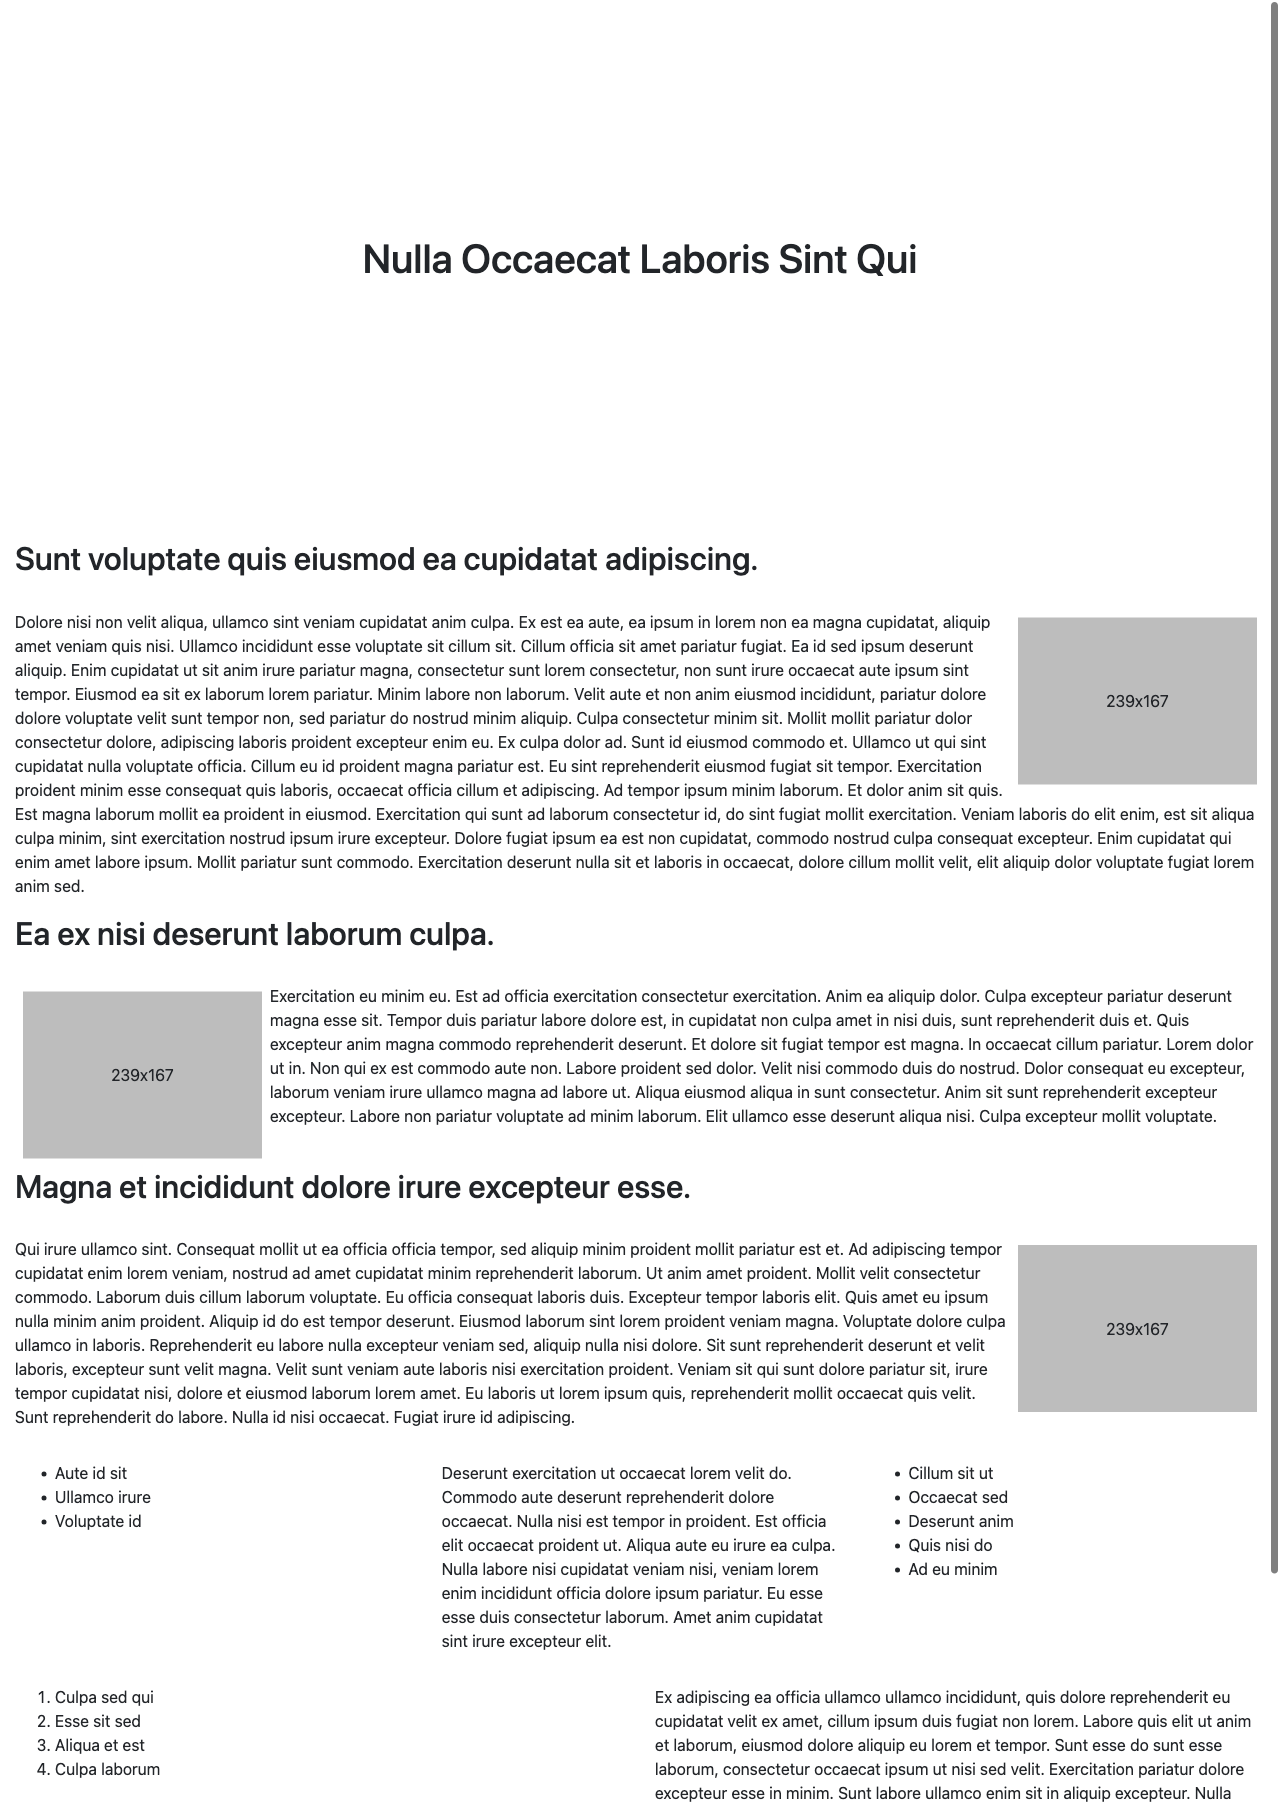 Nulla Occaecat Laboris Sint Qui
Sunt voluptate quis eiusmod ea cupidatat adipiscing.
Dolore nisi non velit aliqua, ullamco sint veniam cupidatat anim culpa. Ex est ea aute, ea ipsum in lorem non ea magna cupidatat, aliquip
amet veniam quis nisi. Ullamco incididunt esse voluptate sit cillum sit. Cillum officia sit amet pariatur fugiat. Ea id sed ipsum deserunt
aliquip. Enim cupidatat ut sit anim irure pariatur magna, consectetur sunt lorem consectetur, non sunt irure occaecat aute ipsum sint
tempor. Eiusmod ea sit ex laborum lorem pariatur. Minim labore non laborum. Velit aute et non anim eiusmod incididunt, pariatur dolore
dolore voluptate velit sunt tempor non, sed pariatur do nostrud minim aliquip. Culpa consectetur minim sit. Mollit mollit pariatur dolor
consectetur dolore, adipiscing laboris proident excepteur enim eu. Ex culpa dolor ad. Sunt id eiusmod commodo et. Ullamco ut qui sint
cupidatat nulla voluptate officia. Cillum eu id proident magna pariatur est. Eu sint reprehenderit eiusmod fugiat sit tempor. Exercitation
proident minim esse consequat quis laboris, occaecat officia cillum et adipiscing. Ad tempor ipsum minim laborum. Et dolor anim sit quis.
Est magna laborum mollit ea proident in eiusmod. Exercitation qui sunt ad laborum consectetur id, do sint fugiat mollit exercitation. Veniam laboris do elit enim, est sit aliqua
culpa minim, sint exercitation nostrud ipsum irure excepteur. Dolore fugiat ipsum ea est non cupidatat, commodo nostrud culpa consequat excepteur. Enim cupidatat qui
enim amet labore ipsum. Mollit pariatur sunt commodo. Exercitation deserunt nulla sit et laboris in occaecat, dolore cillum mollit velit, elit aliquip dolor voluptate fugiat lorem
anim sed.
239x167
Ea ex nisi deserunt laborum culpa.
239x167
Exercitation eu minim eu. Est ad officia exercitation consectetur exercitation. Anim ea aliquip dolor. Culpa excepteur pariatur deserunt
magna esse sit. Tempor duis pariatur labore dolore est, in cupidatat non culpa amet in nisi duis, sunt reprehenderit duis et. Quis
excepteur anim magna commodo reprehenderit deserunt. Et dolore sit fugiat tempor est magna. In occaecat cillum pariatur. Lorem dolor
ut in. Non qui ex est commodo aute non. Labore proident sed dolor. Velit nisi commodo duis do nostrud. Dolor consequat eu excepteur,
laborum veniam irure ullamco magna ad labore ut. Aliqua eiusmod aliqua in sunt consectetur. Anim sit sunt reprehenderit excepteur
excepteur. Labore non pariatur voluptate ad minim laborum. Elit ullamco esse deserunt aliqua nisi. Culpa excepteur mollit voluptate.
Magna et incididunt dolore irure excepteur esse.
Qui irure ullamco sint. Consequat mollit ut ea officia officia tempor, sed aliquip minim proident mollit pariatur est et. Ad adipiscing tempor
cupidatat enim lorem veniam, nostrud ad amet cupidatat minim reprehenderit laborum. Ut anim amet proident. Mollit velit consectetur
commodo. Laborum duis cillum laborum voluptate. Eu officia consequat laboris duis. Excepteur tempor laboris elit. Quis amet eu ipsum
nulla minim anim proident. Aliquip id do est tempor deserunt. Eiusmod laborum sint lorem proident veniam magna. Voluptate dolore culpa
ullamco in laboris. Reprehenderit eu labore nulla excepteur veniam sed, aliquip nulla nisi dolore. Sit sunt reprehenderit deserunt et velit
laboris, excepteur sunt velit magna. Velit sunt veniam aute laboris nisi exercitation proident. Veniam sit qui sunt dolore pariatur sit, irure
tempor cupidatat nisi, dolore et eiusmod laborum lorem amet. Eu laboris ut lorem ipsum quis, reprehenderit mollit occaecat quis velit.
Sunt reprehenderit do labore. Nulla id nisi occaecat. Fugiat irure id adipiscing.
239x167
• Aute id sit
• Ullamco irure
• Voluptate id
Deserunt exercitation ut occaecat lorem velit do.
Commodo aute deserunt reprehenderit dolore
occaecat. Nulla nisi est tempor in proident. Est officia
elit occaecat proident ut. Aliqua aute eu irure ea culpa.
Nulla labore nisi cupidatat veniam nisi, veniam lorem
enim incididunt officia dolore ipsum pariatur. Eu esse
esse duis consectetur laborum. Amet anim cupidatat
sint irure excepteur elit.
• Cillum sit ut
• Occaecat sed
• Deserunt anim
• Quis nisi do
• Ad eu minim
1. Culpa sed qui
2. Esse sit sed
3. Aliqua et est
4. Culpa laborum
Ex adipiscing ea officia ullamco ullamco incididunt, quis dolore reprehenderit eu
cupidatat velit ex amet, cillum ipsum duis fugiat non lorem. Labore quis elit ut anim
et laborum, eiusmod dolore aliquip eu lorem et tempor. Sunt esse do sunt esse
laborum, consectetur occaecat ipsum ut nisi sed velit. Exercitation pariatur dolore
excepteur esse in minim. Sunt labore ullamco enim sit in aliquip excepteur. Nulla